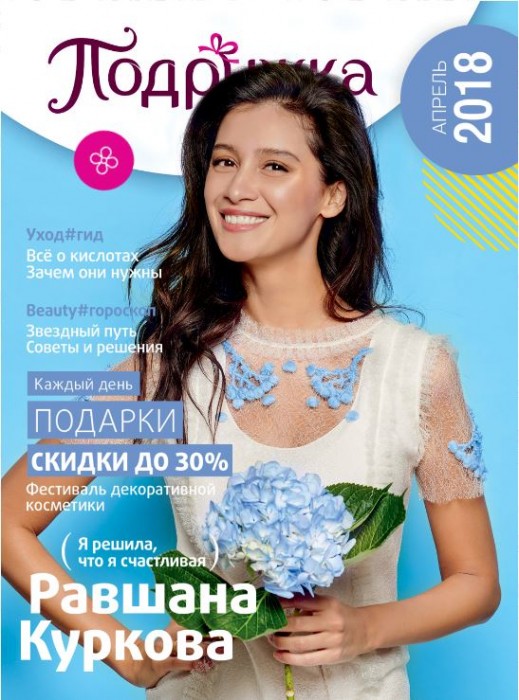 Подружка
АПРЕЛЬ
2018
Уход#гид
Всё о кислотах
Зачем они нужны
Beauty#гороскоп
Звездный путь
Советы и решения
Каждый день
ПОДАРКИ
СКИДКИ ДО 30%
Фестиваль декоративной
косметики
(Я решила,
что я счастливая)
Равшана
Куркова